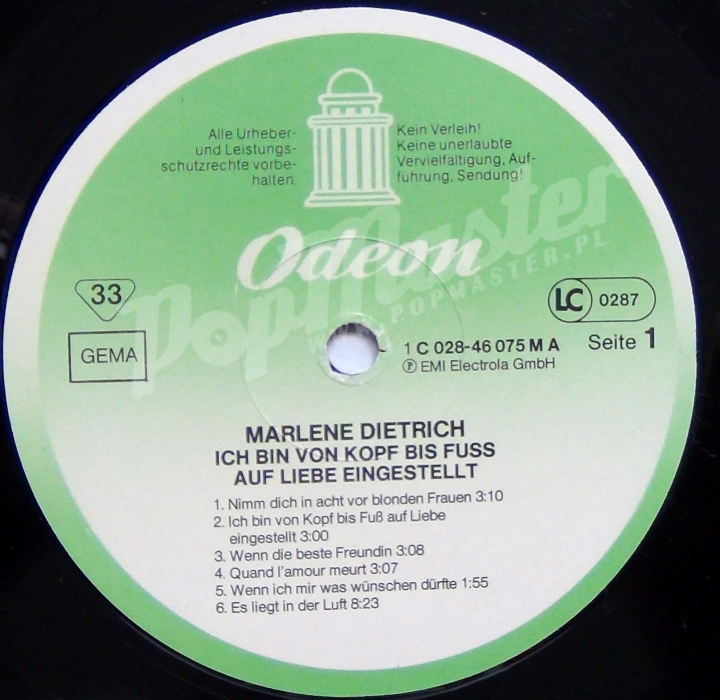 Alle Urheber-
und Leistungs-
schutzrechte vorbe-
halten.
Kein Verleih!
Keine unerlaubte
Vervielfältigung, Auf-
führung, Sendung!
Odeon
PopMaster
WWW.POPMASTER.PL
33
LC 0287
GEMA
1 C 028-46 075 M A
Seite 1
℗ EMI Electrola GmbH
MARLENE DIETRICH
ICH BIN VON KOPF BIS FUSS
AUF LIEBE EINGESTELLT
1. Nimm dich in acht vor blonden Frauen 3:10
2. Ich bin von Kopf bis Fuß auf Liebe
eingestellt 3:00
3. Wenn die beste Freundin 3:08
4. Quand l'amour meurt 3:07
5. Wenn ich mir was wünschen dürfte 1:55
6. Es liegt in der Luft 8:23